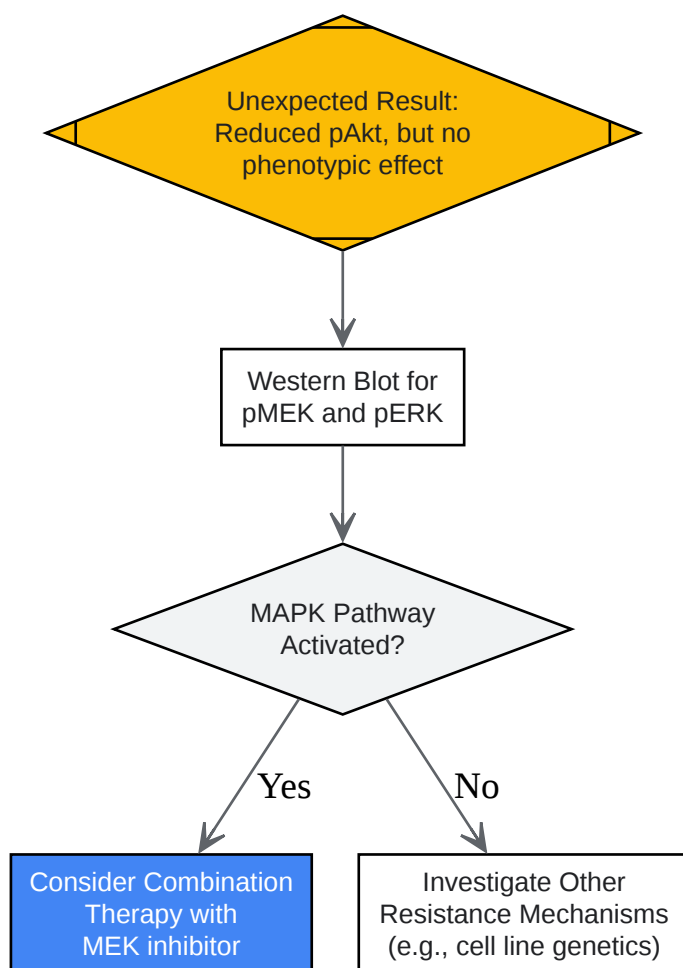 Unexpected Result:
Reduced pAkt, but no
phenotypic effect
Western Blot for
pMEK and pERK
MAPK Pathway
Activated?
Yes
No
Consider Combination
Therapy with
MEK inhibitor
Investigate Other
Resistance Mechanisms
(e.g., cell line genetics)